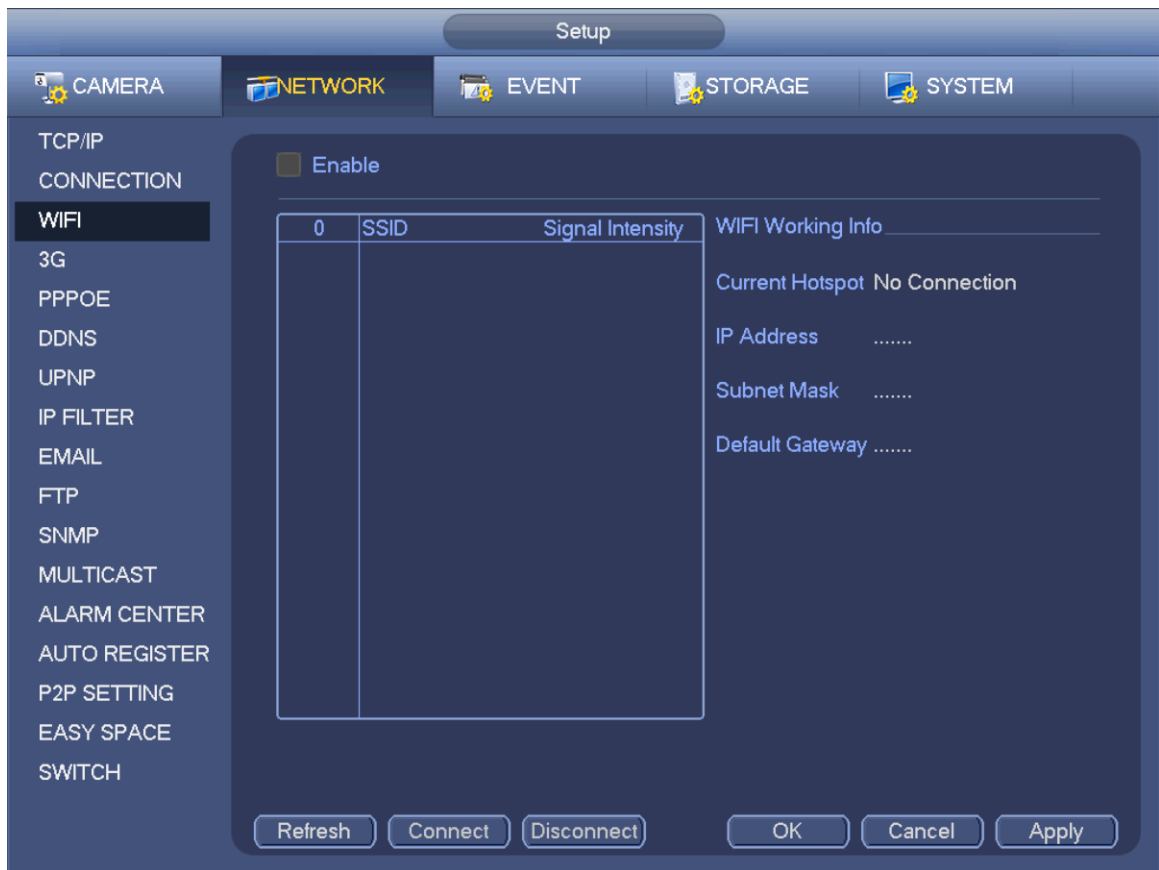 Setup
CAMERA NETWORK EVENT STORAGE SYSTEM
TCP/IP
CONNECTION
WIFI
3G
PPPOE
DDNS
UPNP
IP FILTER
EMAIL
FTP
SNMP
MULTICAST
ALARM CENTER
AUTO REGISTER
P2P SETTING
EASY SPACE
SWITCH
Enable
0 SSID Signal Intensity
WIFI Working Info
Current Hotspot No Connection
IP Address .......
Subnet Mask .......
Default Gateway .......
Refresh Connect Disconnect OK Cancel Apply